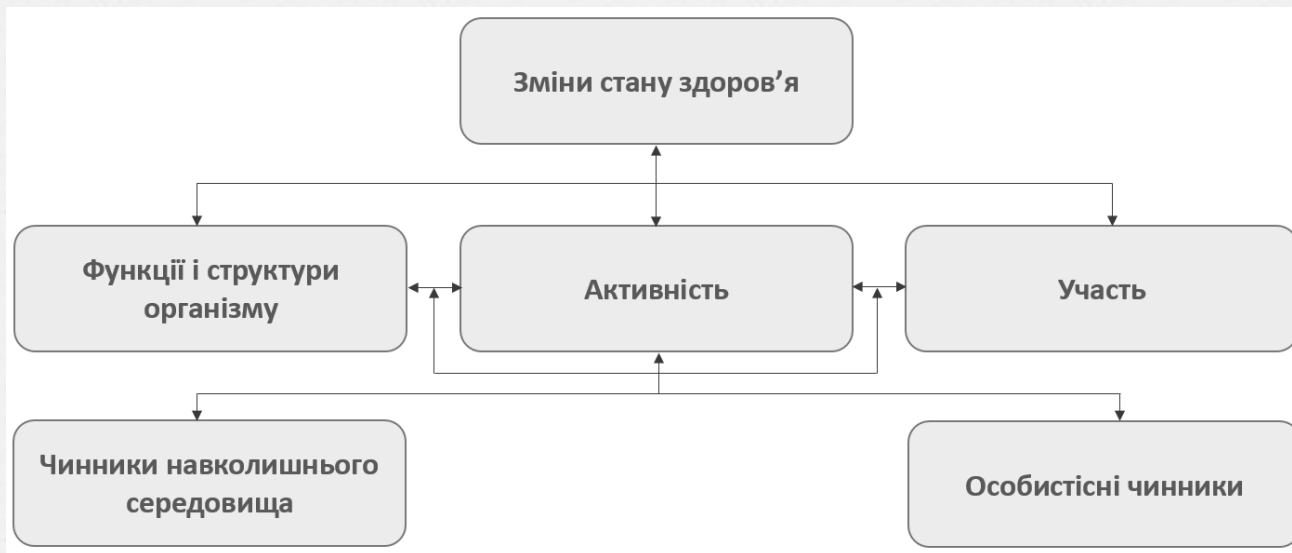 Зміни стану здоров’я
Функції і структури
організму
Активність
Участь
Чинники навколишнього
середовища
Особистісні чинники